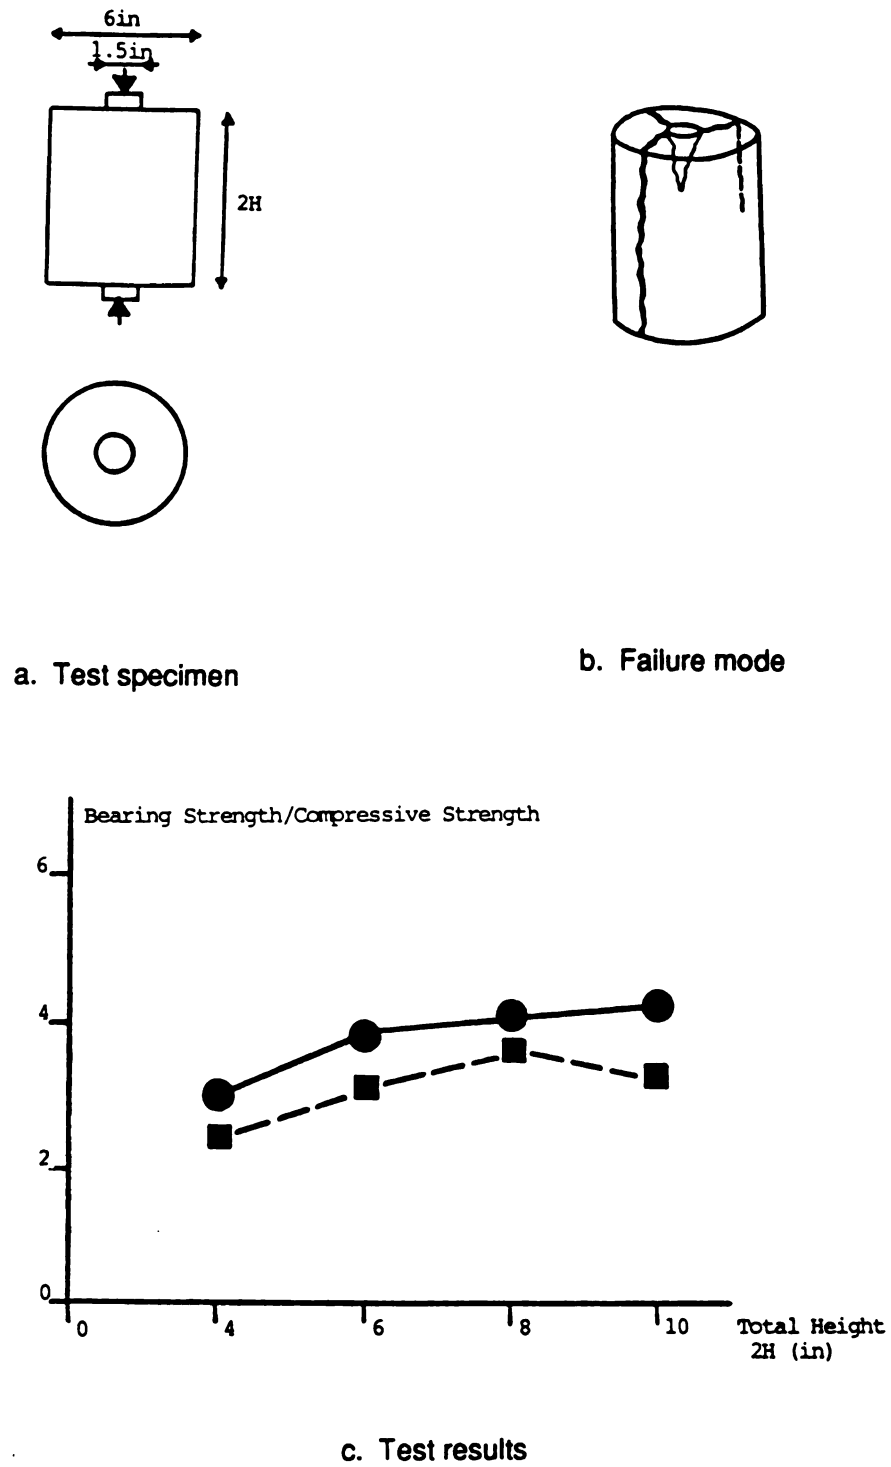 6in
1.5in
2H
a. Test specimen
b. Failure mode
Bearing Strength/Compressive Strength
6
4
2
0
0 4 6 8 10
Total Height
2H (in)
c. Test results